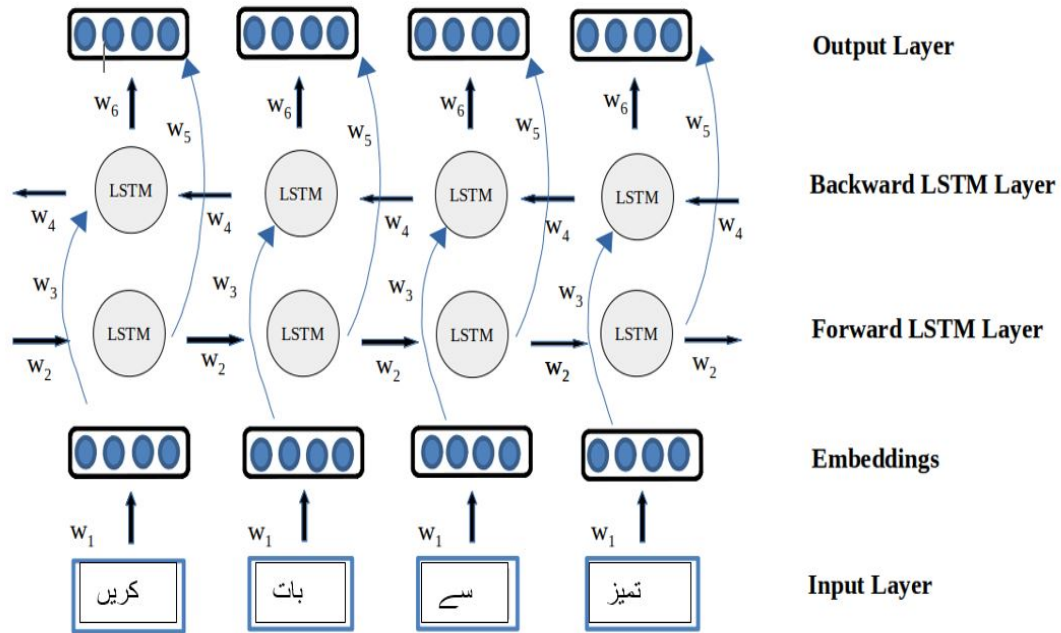 Output Layer
w6 w6 w6 w6
w5 w5 w5 w5
LSTM LSTM LSTM LSTM
Backward LSTM Layer
w4 w4 w4 w4 w4
w3 w3 w3 w3
LSTM LSTM LSTM LSTM
Forward LSTM Layer
w2 w2 w2 w2 w2
Embeddings
w1 w1 w1 w1
تمیز سے بات کریں
Input Layer